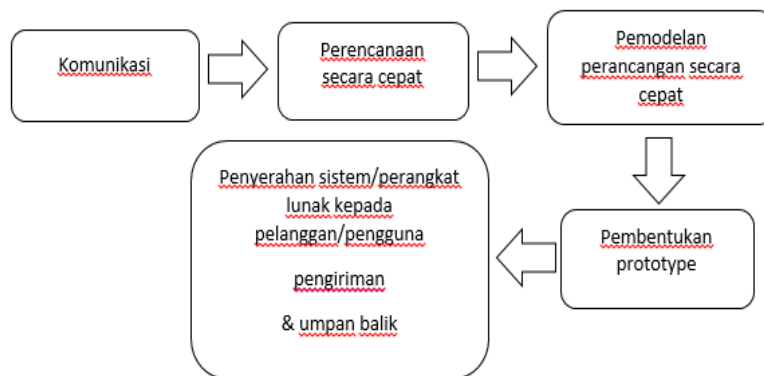 Komunikasi
Perencanaan
secara cepat
Pemodelan
perancangan secara
cepat
Pembentukan
prototype
Penyerahan sistem/perangkat
lunak kepada
pelanggan/pengguna
pengiriman
& umpan balik